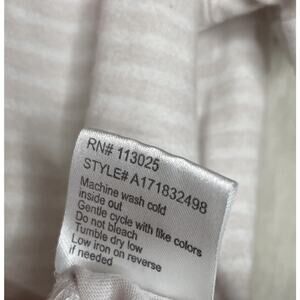 RN# 113025
STYLE# A171832498
Machine wash cold
inside out
Gentle cycle with like colors
Do not bleach
Tumble dry low
Low iron on reverse
if needed